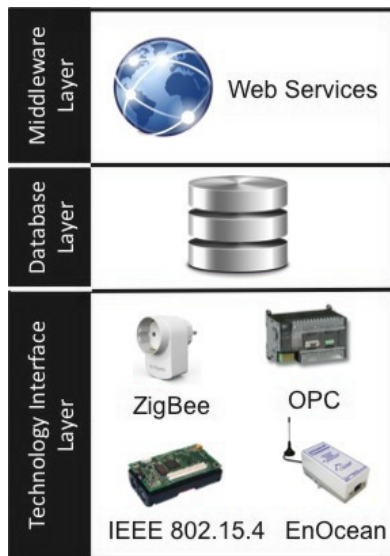 Middleware
Layer
Web Services
Database
Layer
Technology Interface
Layer
ZigBee
OPC
IEEE 802.15.4
EnOcean